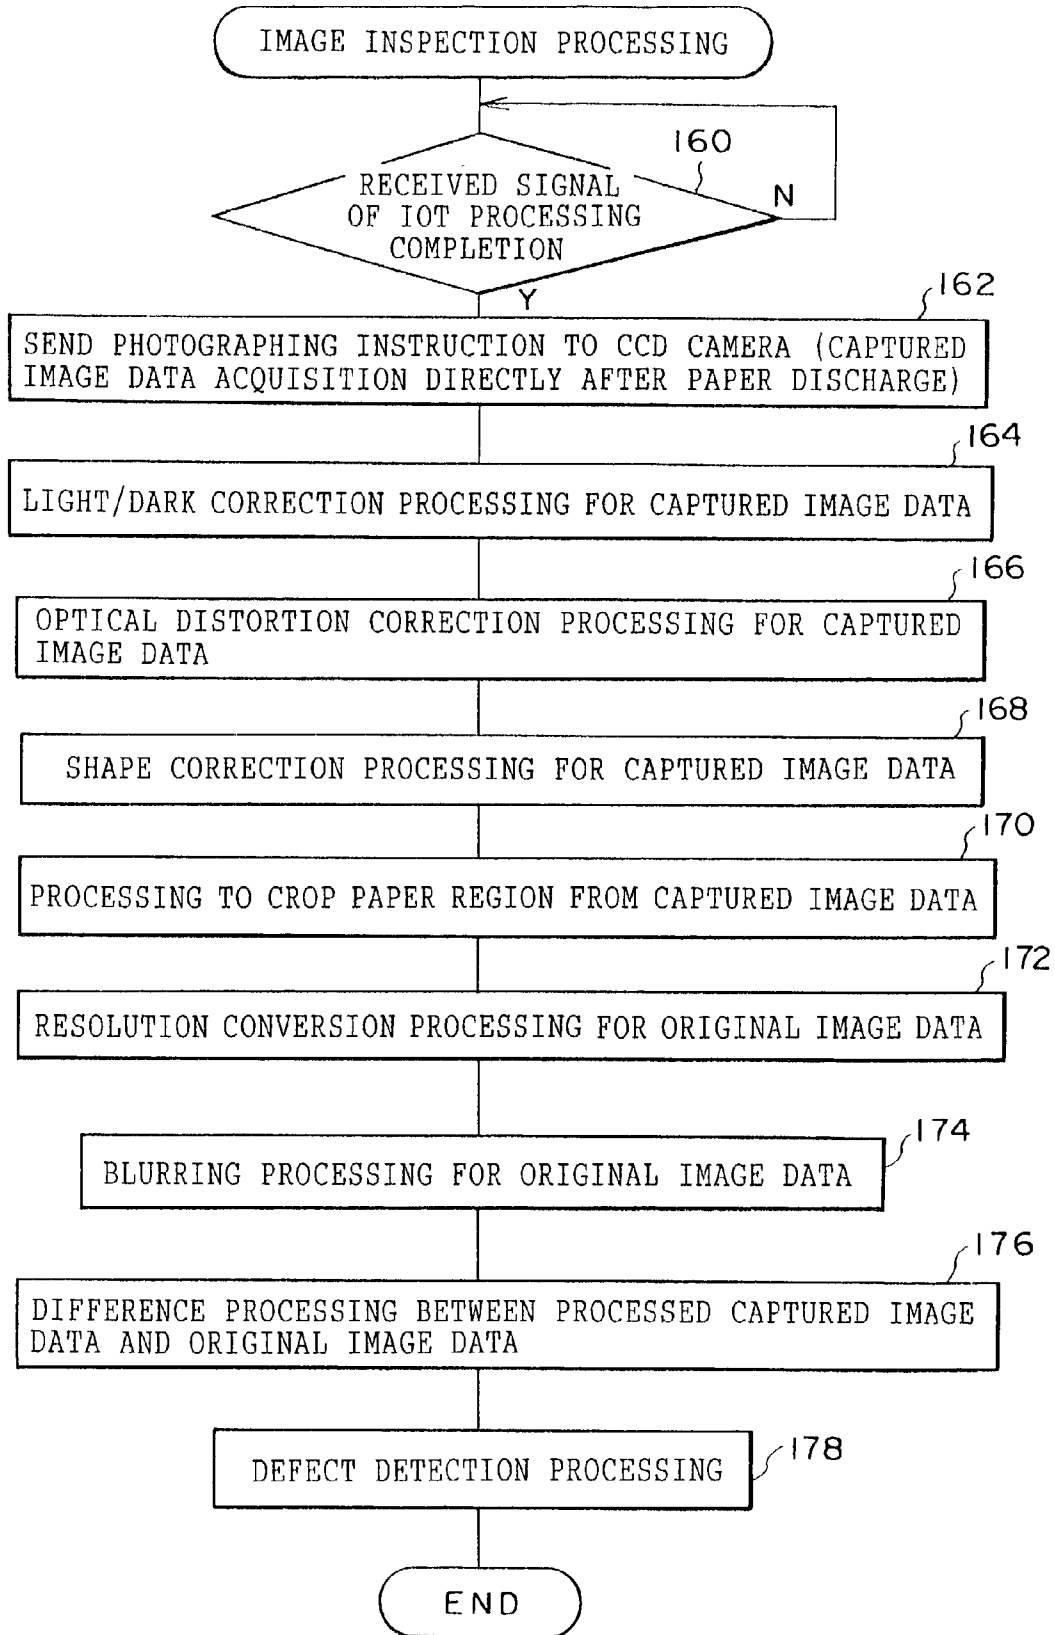 IMAGE INSPECTION PROCESSING
160
RECEIVED SIGNAL
OF IOT PROCESSING
COMPLETION
N
Y
162
SEND PHOTOGRAPHING INSTRUCTION TO CCD CAMERA (CAPTURED
IMAGE DATA ACQUISITION DIRECTLY AFTER PAPER DISCHARGE)
164
LIGHT/DARK CORRECTION PROCESSING FOR CAPTURED IMAGE DATA
166
OPTICAL DISTORTION CORRECTION PROCESSING FOR CAPTURED
IMAGE DATA
168
SHAPE CORRECTION PROCESSING FOR CAPTURED IMAGE DATA
170
PROCESSING TO CROP PAPER REGION FROM CAPTURED IMAGE DATA
172
RESOLUTION CONVERSION PROCESSING FOR ORIGINAL IMAGE DATA
174
BLURRING PROCESSING FOR ORIGINAL IMAGE DATA
176
DIFFERENCE PROCESSING BETWEEN PROCESSED CAPTURED IMAGE
DATA AND ORIGINAL IMAGE DATA
178
DEFECT DETECTION PROCESSING
END